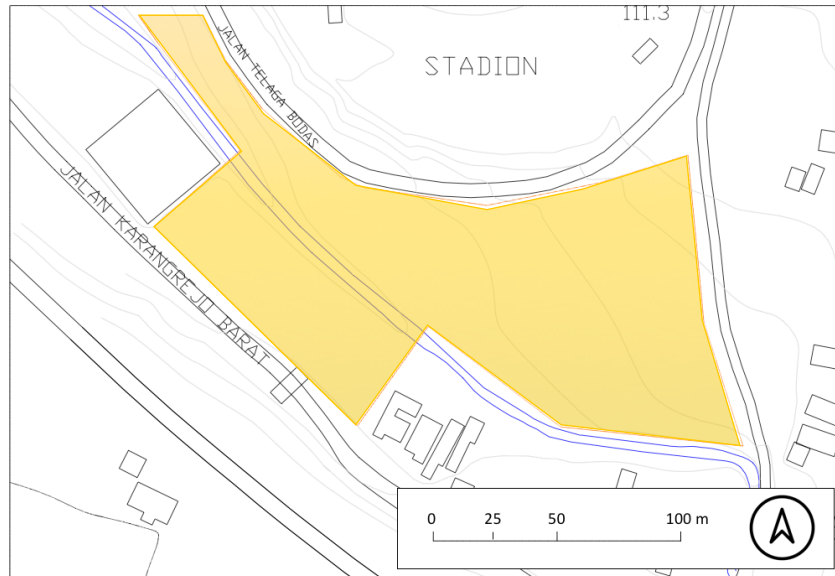 111.3
STADION
JALAN TELAGA BODAS
JALAN KARANGREJO BARAT
0 25 50 100 m